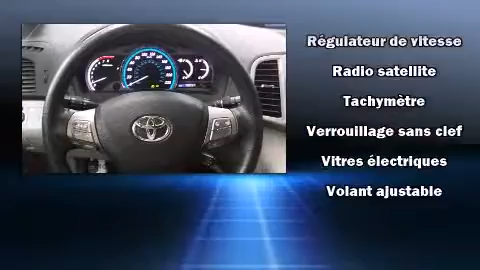 Régulateur de vitesse
Radio satellite
Tachymètre
Verrouillage sans clef
Vitres électriques
Volant ajustable